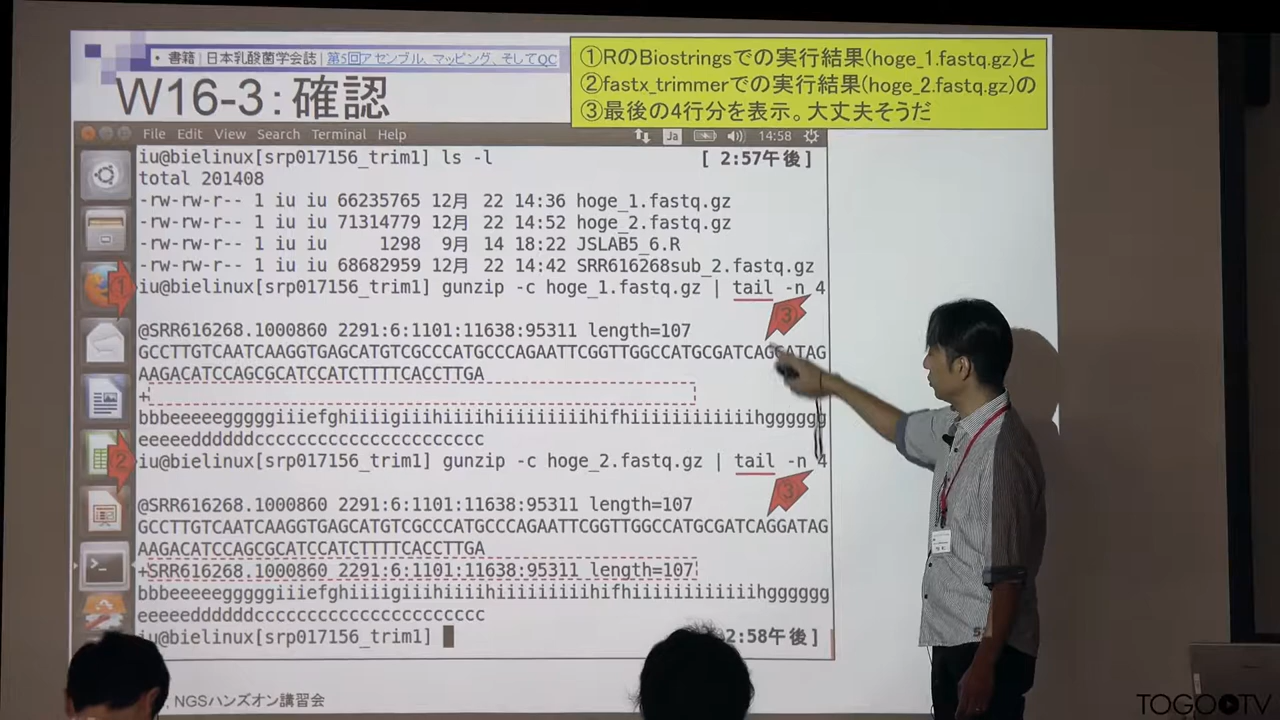 ・書籍 | 日本乳酸菌学会誌 | 第5回アセンブル、マッピング、そしてQC
W16-3:確認
①RのBiostringsでの実行結果(hoge_1.fastq.gz)と
②fastx_trimmerでの実行結果(hoge_2.fastq.gz)の
③最後の4行分を表示。大丈夫そうだ
File Edit View Search Terminal Help Ja 14:58
iu@bielinux[srp017156_trim1] ls -l [ 2:57午後]
total 201408
-rw-rw-r-- 1 iu iu 66235765 12月 22 14:36 hoge_1.fastq.gz
-rw-rw-r-- 1 iu iu 71314779 12月 22 14:52 hoge_2.fastq.gz
-rw-rw-r-- 1 iu iu 1298 9月 14 18:22 JSLAB5_6.R
-rw-rw-r-- 1 iu iu 68682959 12月 22 14:42 SRR616268sub_2.fastq.gz
① iu@bielinux[srp017156_trim1] gunzip -c hoge_1.fastq.gz | tail -n 4
③
@SRR616268.1000860 2291:6:1101:11638:95311 length=107
GCCTTGTCAATCAAGGTGAGCATGTCGCCCATGCCCAGAATTCGGTTGGCCATGCGATCAGGATAG
AAGACATCCAGCGCATCCATCTTTTCACCTTGA
+
bbbeeeeeggggiiiiefghiiiigiiihiiiihiiiiiiiiihifhiiiiiiiiiiiihgggggg
eeeeedddddcccccccccccccccccccccc
② iu@bielinux[srp017156_trim1] gunzip -c hoge_2.fastq.gz | tail -n 4
③
@SRR616268.1000860 2291:6:1101:11638:95311 length=107
GCCTTGTCAATCAAGGTGAGCATGTCGCCCATGCCCAGAATTCGGTTGGCCATGCGATCAGGATAG
AAGACATCCAGCGCATCCATCTTTTCACCTTGA
+SRR616268.1000860 2291:6:1101:11638:95311 length=107
bbbeeeeeggggiiiiefghiiiigiiihiiiihiiiiiiiiihifhiiiiiiiiiiiihgggggg
eeeeedddddcccccccccccccccccccccc
iu@bielinux[srp017156_trim1] 2:58午後]
, NGSハンズオン講習会
TOGOTV